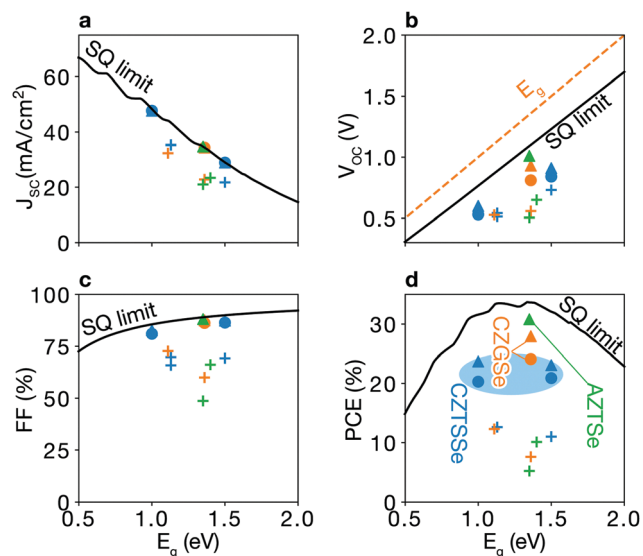 a
b
SQ limit
60
40
20
0
J_SC(mA/cm²)
2.0
1.5
1.0
0.5
V_OC (V)
E_g
SQ limit
c
d
100
75
50
25
0
FF (%)
SQ limit
0.5
1.0
1.5
2.0
E_g (eV)
30
20
10
0
PCE (%)
SQ limit
CZTSSe
CZGSe
AZTSe
0.5
1.0
1.5
2.0
E_g (eV)